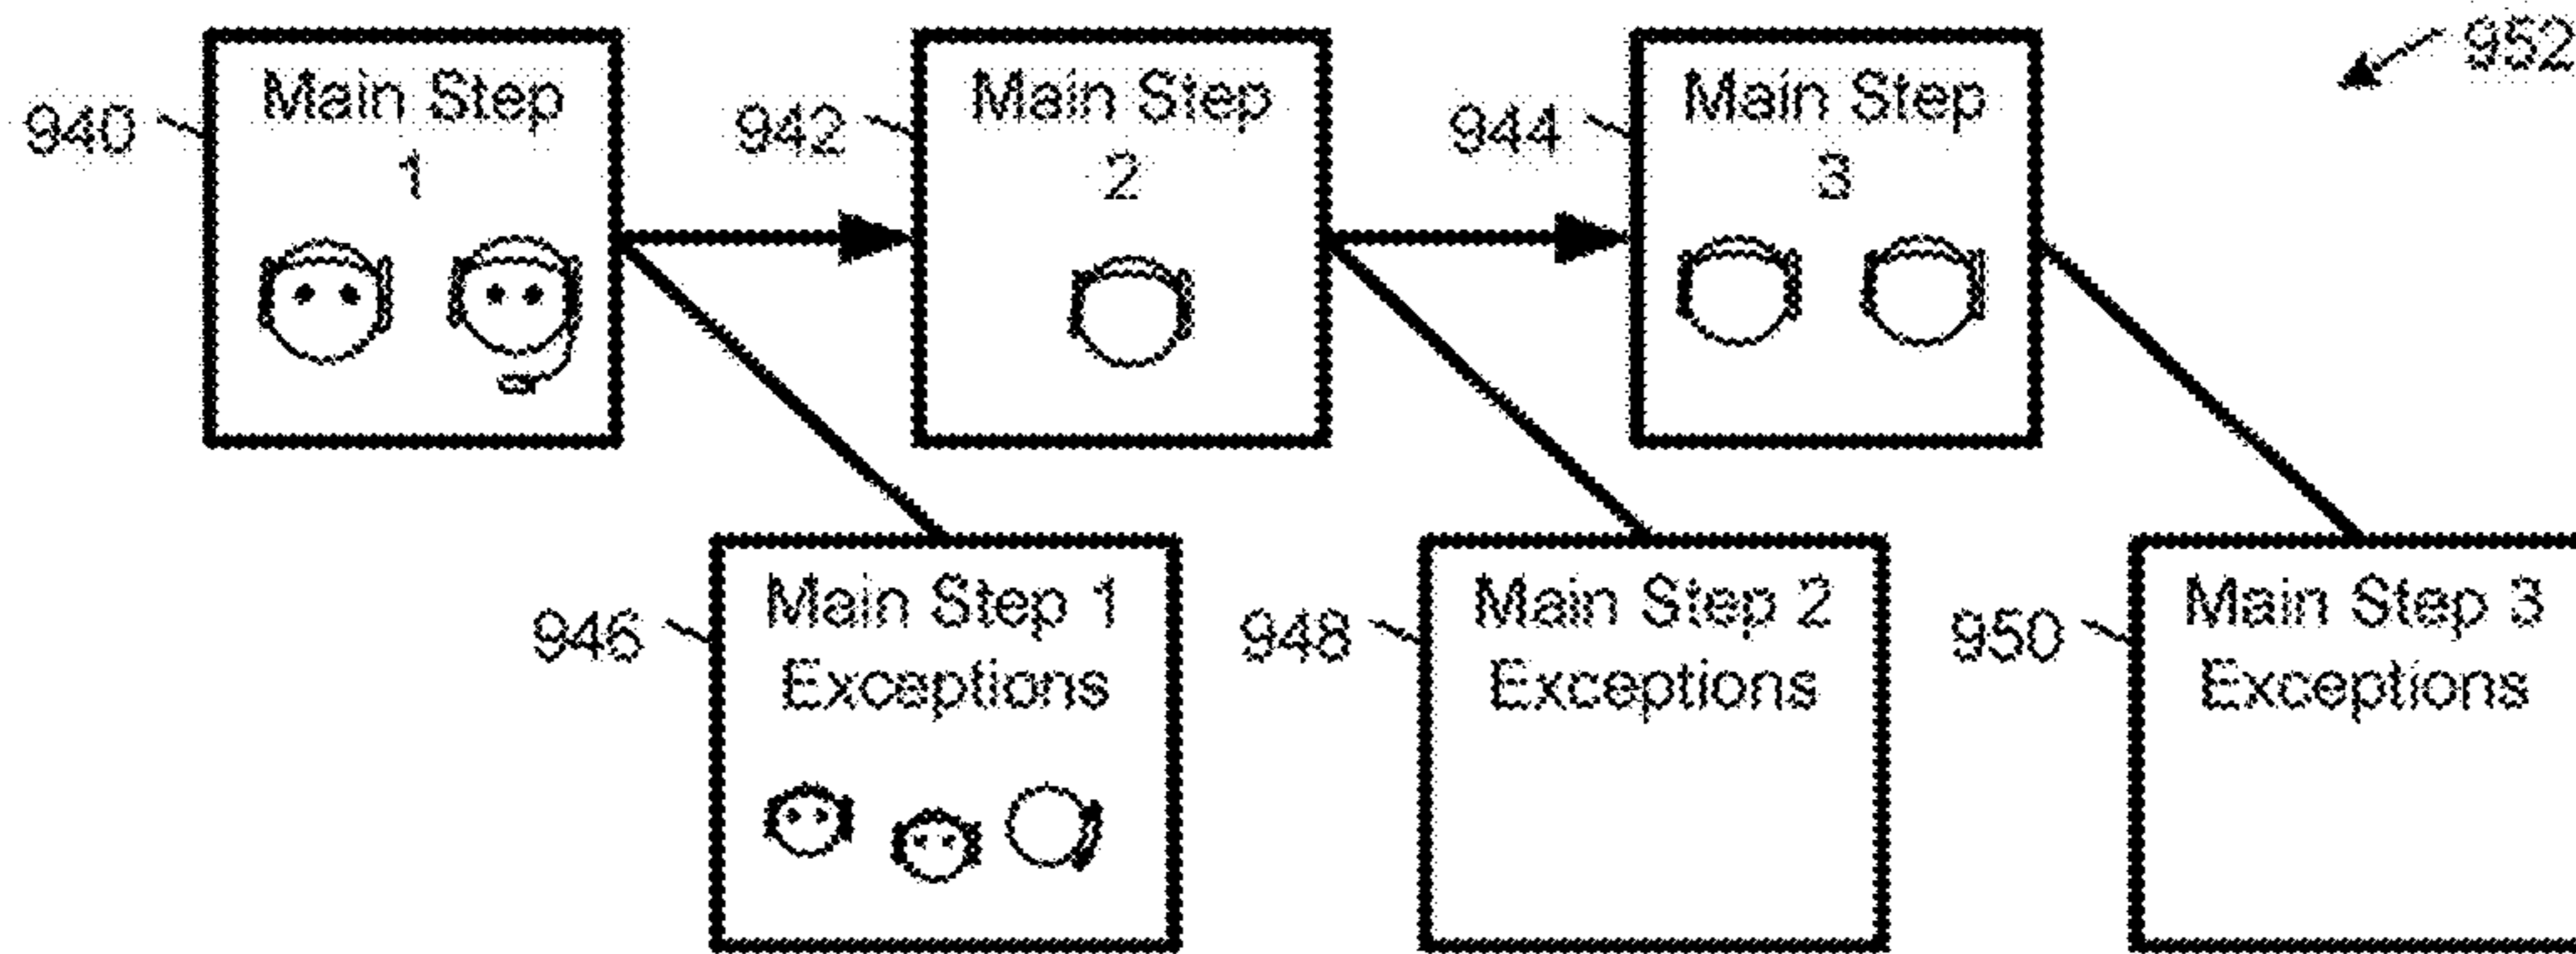 952
940
Main Step
1
942
Main Step
2
944
Main Step
3
946
Main Step 1
Exceptions
948
Main Step 2
Exceptions
950
Main Step 3
Exceptions